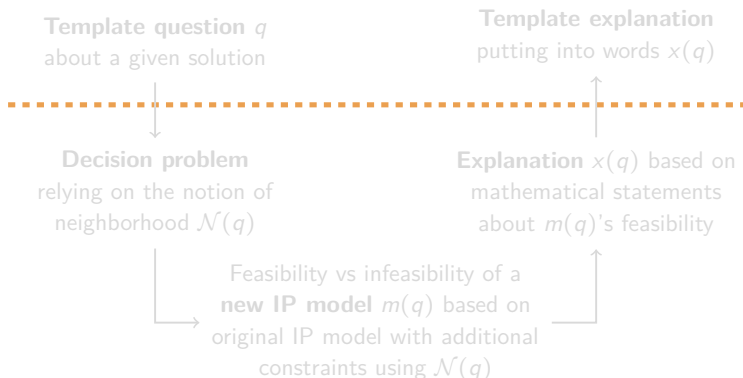 Template question q
about a given solution
Template explanation
putting into words x(q)
Decision problem
relying on the notion of
neighborhood 𝒩(q)
Explanation x(q) based on
mathematical statements
about m(q)'s feasibility
Feasibility vs infeasibility of a
new IP model m(q) based on
original IP model with additional
constraints using 𝒩(q)